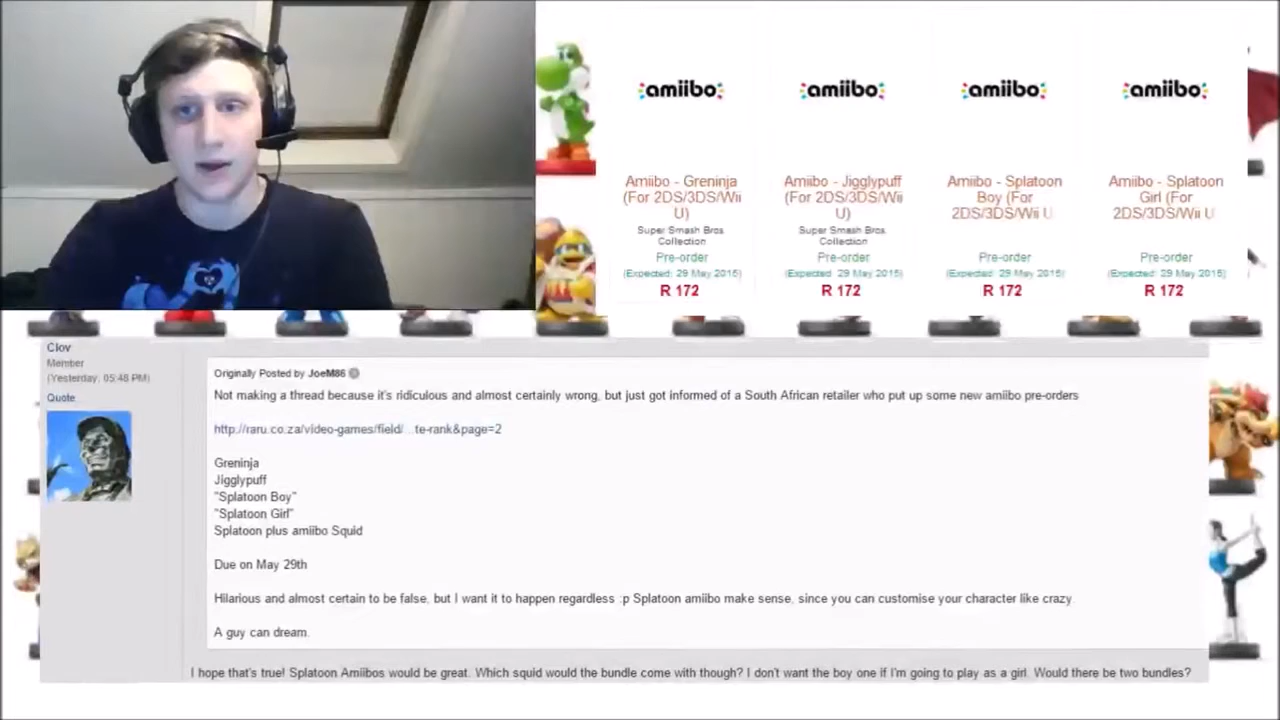 amiibo amiibo amiibo amiibo
Amiibo - Greninja
(For 2DS/3DS/Wii
U)
Super Smash Bros
Collection
Pre-order
(Expected: 29 May 2015)
R 172
Amiibo - Jigglypuff
(For 2DS/3DS/Wii
U)
Super Smash Bros
Collection
Pre-order
(Expected: 29 May 2015)
R 172
Amiibo - Splatoon
Boy (For
2DS/3DS/Wii U
Pre-order
(Expected: 29 May 2015)
R 172
Amiibo - Splatoon
Girl (For
2DS/3DS/Wii U
Pre-order
(Expected: 29 May 2015)
R 172
Clov
Member
(Yesterday, 05:48 PM)
Quote
Originally Posted by JoeM86
Not making a thread because it's ridiculous and almost certainly wrong, but just got informed of a South African retailer who put up some new amiibo pre-orders
http://raru.co.za/video-games/field/...te-rank&page=2
Greninja
Jigglypuff
"Splatoon Boy"
"Splatoon Girl"
Splatoon plus amiibo Squid
Due on May 29th
Hilarious and almost certain to be false, but I want it to happen regardless :p Splatoon amiibo make sense, since you can customise your character like crazy.
A guy can dream.
I hope that's true! Splatoon Amiibos would be great. Which squid would the bundle come with though? I don't want the boy one if I'm going to play as a girl. Would there be two bundles?